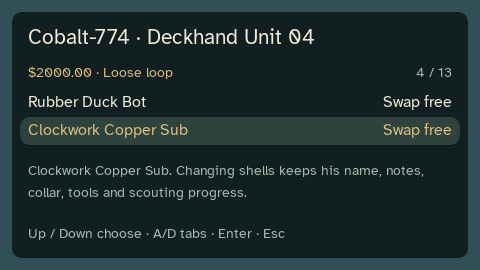 Cobalt-774 · Deckhand Unit 04
$2000.00 · Loose loop 4 / 13
Rubber Duck Bot Swap free
Clockwork Copper Sub Swap free
Clockwork Copper Sub. Changing shells keeps his name, notes,
collar, tools and scouting progress.
Up / Down choose · A/D tabs · Enter · Esc